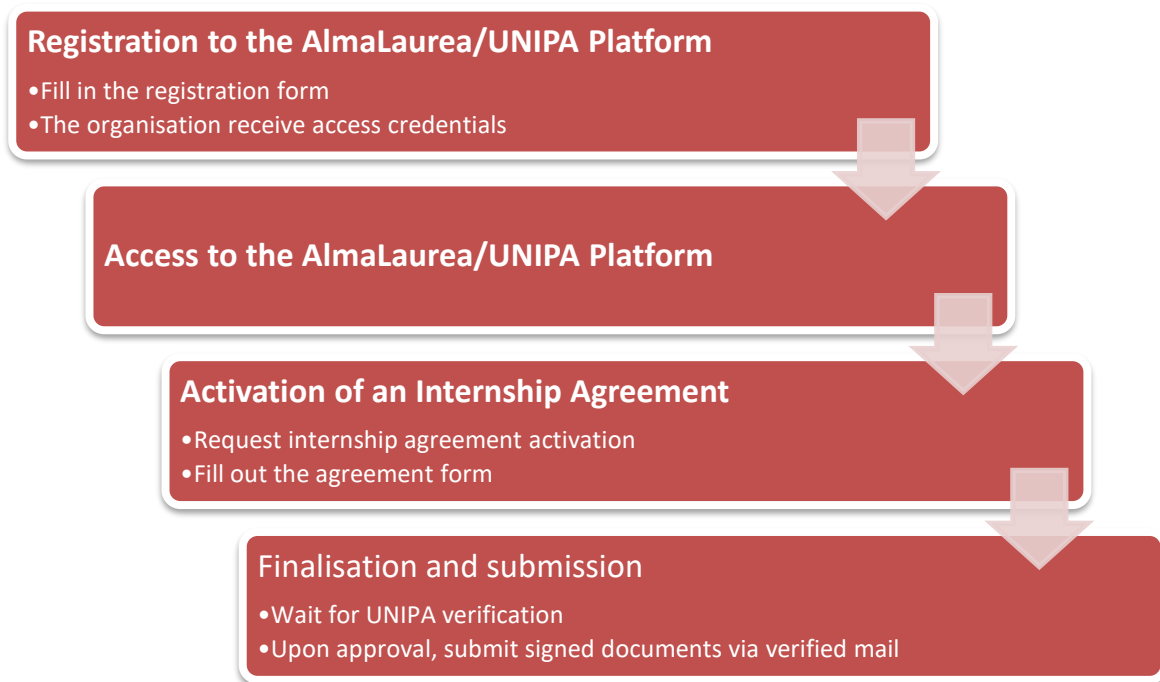 Registration to the AlmaLaurea/UNIPA Platform
•Fill in the registration form
•The organisation receive access credentials
Access to the AlmaLaurea/UNIPA Platform
Activation of an Internship Agreement
•Request internship agreement activation
•Fill out the agreement form
Finalisation and submission
•Wait for UNIPA verification
•Upon approval, submit signed documents via verified mail